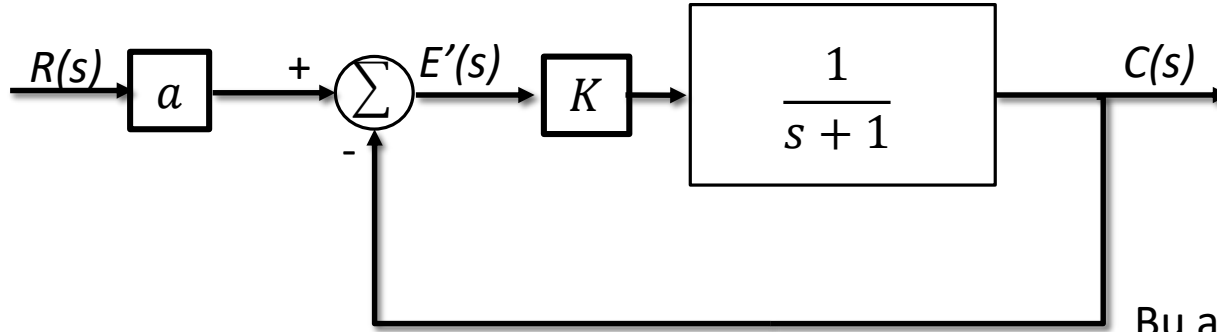 R(s) a + Σ E’(s) K 1/(s + 1) C(s)
-
Bu a